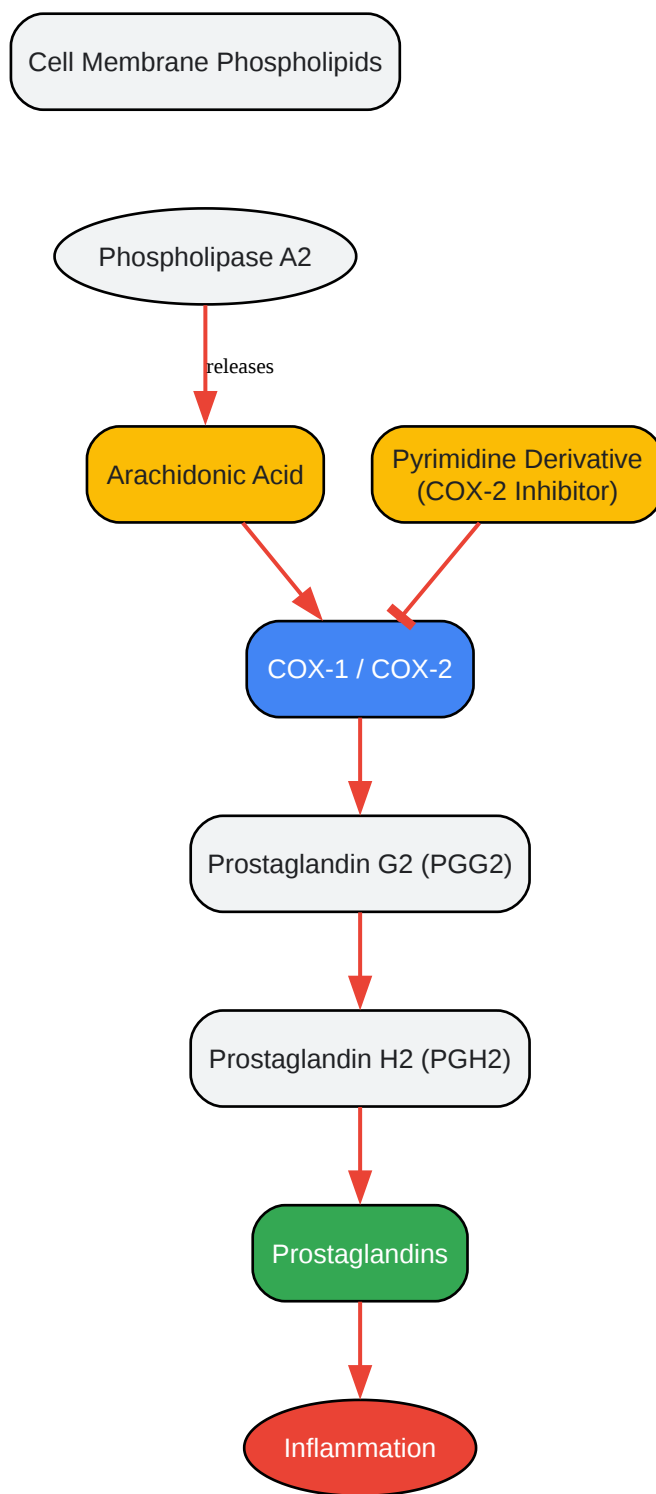 Cell Membrane Phospholipids
Phospholipase A2
releases
Arachidonic Acid
Pyrimidine Derivative
(COX-2 Inhibitor)
COX-1 / COX-2
Prostaglandin G2 (PGG2)
Prostaglandin H2 (PGH2)
Prostaglandins
Inflammation